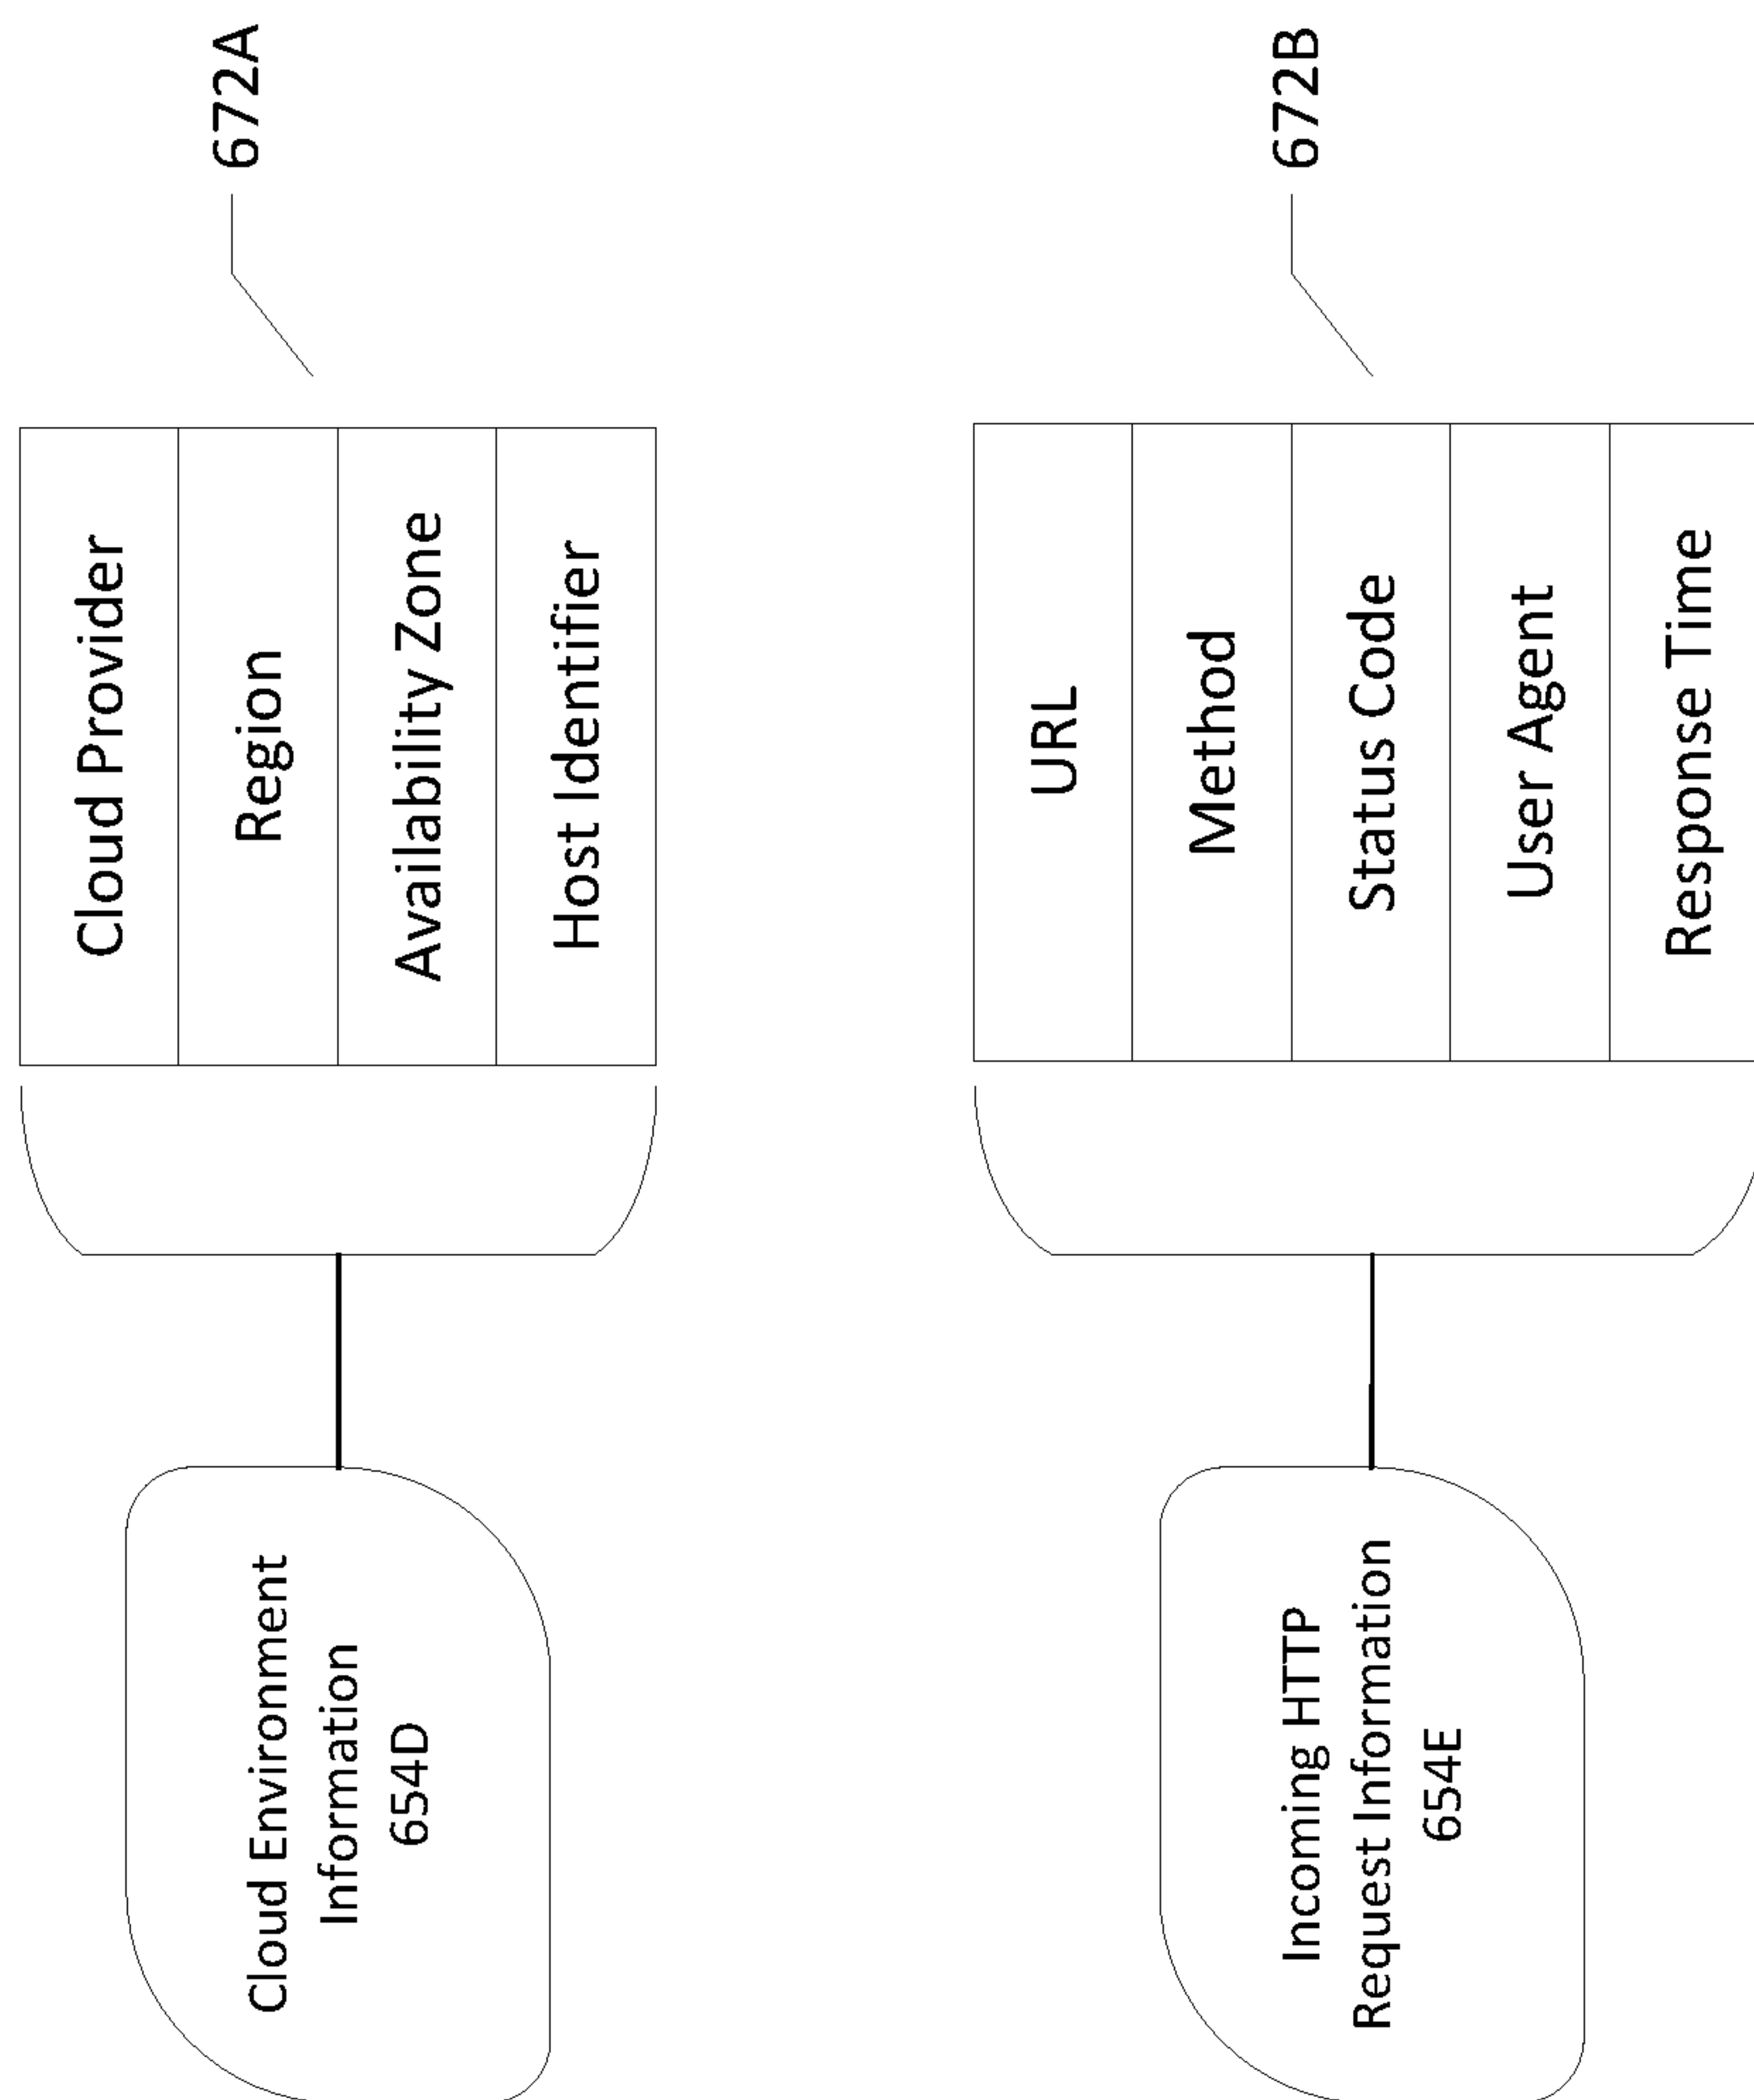 Cloud Environment
Information
654D
Cloud Provider
Region
Availability Zone
Host Identifier
672A
Incoming HTTP
Request Information
654E
URL
Method
Status Code
User Agent
Response Time
672B